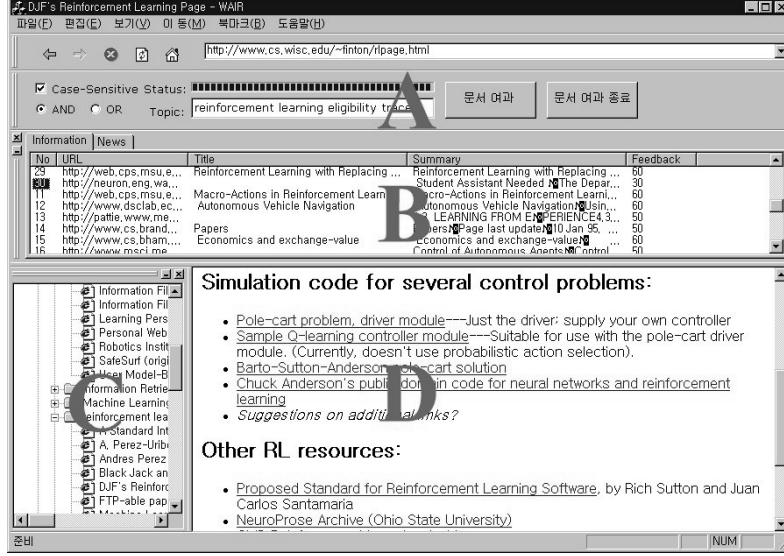 DJF's Reinforcement Learning Page - WAIR
파일(F) 편집(E) 보기(V) 이 동(M) 북마크(B) 도움말(H)
http://www.cs.wisc.edu/~finton/rlpage.html
Case-Sensitive Status:
AND OR Topic: reinforcement learning eligibility trace
문서 여과
문서 여과 종료
A
Information News
No URL Title Summary Feedback
29 http://web,cps,msu,e... Reinforcement Learning with Replacing ... Reinforcement Learning with Replacing ... 60
30 http://neuron,eng,wa... Student Assistant Needed The Depar... 30
11 http://web,cps,msu,e... Macro-Actions in Reinforcement Learn Macro-Actions in Reinforcement Learni... 60
12 http://www,dsclab,ec... Autonomous Vehicle Navigation Autonomous Vehicle Navigation Usin... 60
13 http://pattie,www,me... LEARNING FROM E PERIENCE4,3... 50
14 http://www,cs,brand... Papers Papers Page last update 10 Jan 95, ... 50
15 http://www,cs,bham,... Economics and exchange-value Economics and exchange-value ... 60
16 http://www,msci,me Control of Autonomous Agents Control 50
B
Information Fil
Information Fil
Learning Pers
Personal Web
Robotics Instit
SafeSurf (origi
User Model-B
Information Retrie
Machine Learning
reinforcement lea
A Standard Int
A, Perez-Uribe
Andres Perez
Black Jack an
DJF's Reinforc
FTP-able pap
Machine Lear
C
Simulation code for several control problems:
• Pole-cart problem, driver module---Just the driver: supply your own controller
• Sample Q-learning controller module---Suitable for use with the pole-cart driver
module. (Currently, doesn't use probabilistic action selection).
• Barto-Sutton-Anderson pole-cart solution
• Chuck Anderson's public domain code for neural networks and reinforcement
learning
• Suggestions on additional links?
D
Other RL resources:
• Proposed Standard for Reinforcement Learning Software, by Rich Sutton and Juan
Carlos Santamaria
• NeuroProse Archive (Ohio State University)
준비
NUM